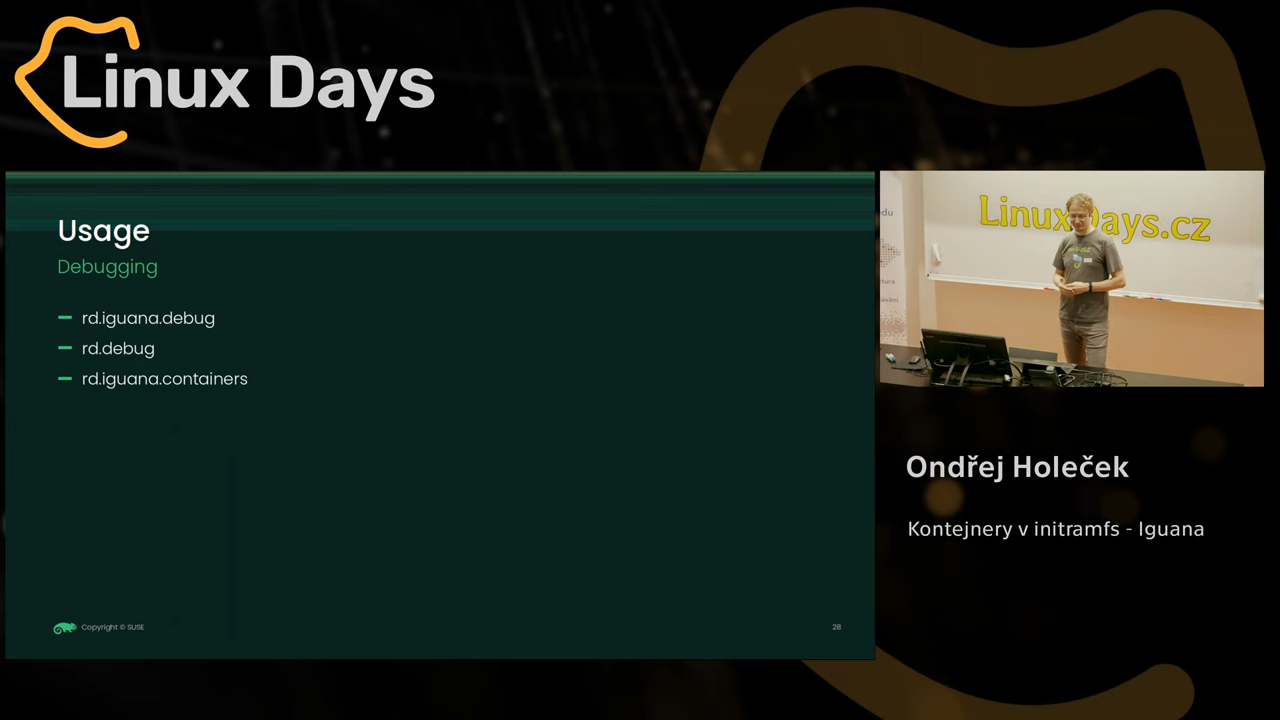 Linux Days
Usage
Debugging
rd.iguana.debug
rd.debug
rd.iguana.containers
Copyright © SUSE
28
LinuxDays.cz
Ondřej Holeček
Kontejnery v initramfs - Iguana